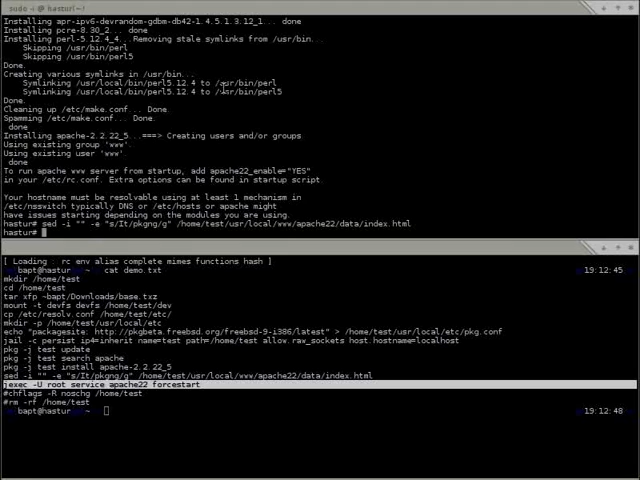 sudo -i @ hastur
Installing apr-ipv6-devrandom-gdbm-db42-1.4.5.1.3.12_1... done
Installing pcre-8.30_2... done
Installing perl-5.12.4_4...Removing stale symlinks from /usr/bin...
Skipping /usr/bin/perl
Skipping /usr/bin/perl5
Done.
Creating various symlinks in /usr/bin...
Symlinking /usr/local/bin/perl5.12.4 to /usr/bin/perl
Symlinking /usr/local/bin/perl5.12.4 to /usr/bin/perl5
Done.
Cleaning up /etc/make.conf... Done.
Spamming /etc/make.conf... Done.
done
Installing apache-2.2.22_5...===> Creating users and/or groups.
Using existing group 'www'.
Using existing user 'www'.
done
To run apache www server from startup, add apache22_enable="YES"
in your /etc/rc.conf. Extra options can be found in startup script.
Your hostname must be resolvable using at least 1 mechanism in
/etc/nsswitch typically DNS or /etc/hosts or apache might
have issues starting depending on the modules you are using.
hastur# sed -i "" -e "s/It/pkgng/g" /home/test/usr/local/www/apache22/data/index.html
hastur#
[ Loading : rc env alias complete mimes functions hash ]
bapt@hastur~ cat demo.txt 19:12:45
mkdir /home/test
cd /home/test
tar xfp ~bapt/Downloads/base.txz
mount -t devfs devfs /home/test/dev
cp /etc/resolv.conf /home/test/etc/
mkdir -p /home/test/usr/local/etc
echo "packagesite: http://pkgbeta.freebsd.org/freebsd-9-i386/latest" > /home/test/usr/local/etc/pkg.conf
jail -c persist ip4=inherit name=test path=/home/test allow.raw_sockets host.hostname=localhost
pkg -j test update
pkg -j test search apache
pkg -j test install apache-2.2.22_5
sed -i "" -e "s/It/pkgng/g" /home/test/usr/local/www/apache22/data/index.html
jexec -U root service apache22 forcestart
#chflags -R noschg /home/test
#rm -rf /home/test
bapt@hastur~ 19:12:48